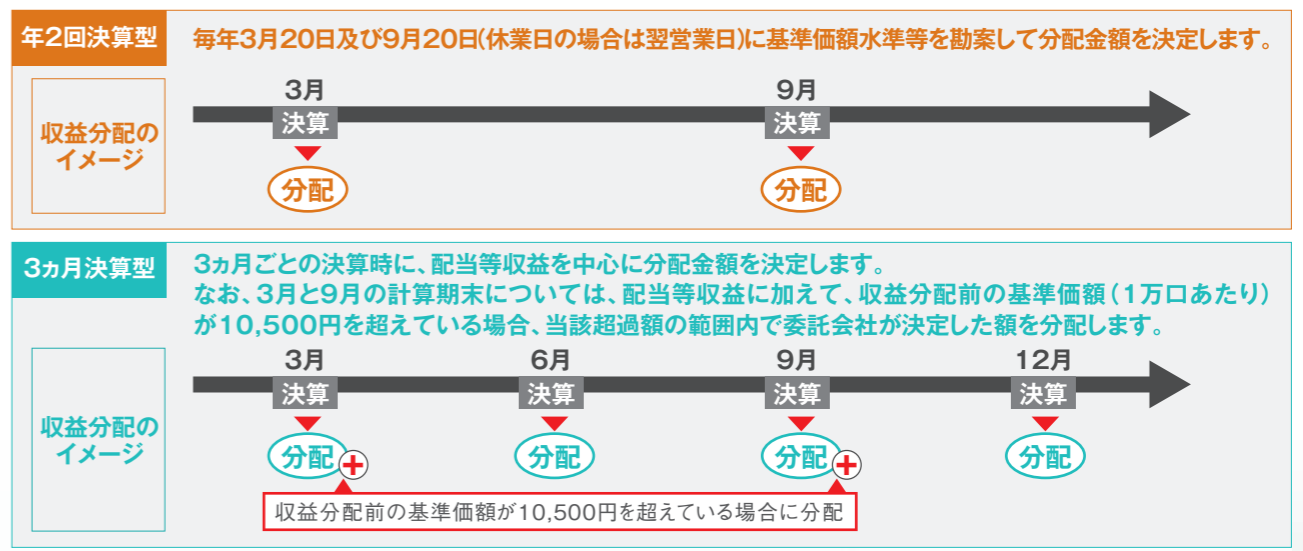 年2回決算型
毎年3月20日及び9月20日(休業日の場合は翌営業日)に基準価額水準等を勘案して分配金額を決定します。
収益分配の
イメージ
3月
9月
決算
決算
分配
分配
3ヵ月決算型
3ヵ月ごとの決算時に、配当等収益を中心に分配金額を決定します。
なお、3月と9月の計算期末については、配当等収益に加えて、収益分配前の基準価額(1万口あたり)
が10,500円を超えている場合、当該超過額の範囲内で委託会社が決定した額を分配します。
収益分配の
イメージ
3月
6月
9月
12月
決算
決算
決算
決算
分配
+
分配
分配
+
分配
収益分配前の基準価額が10,500円を超えている場合に分配